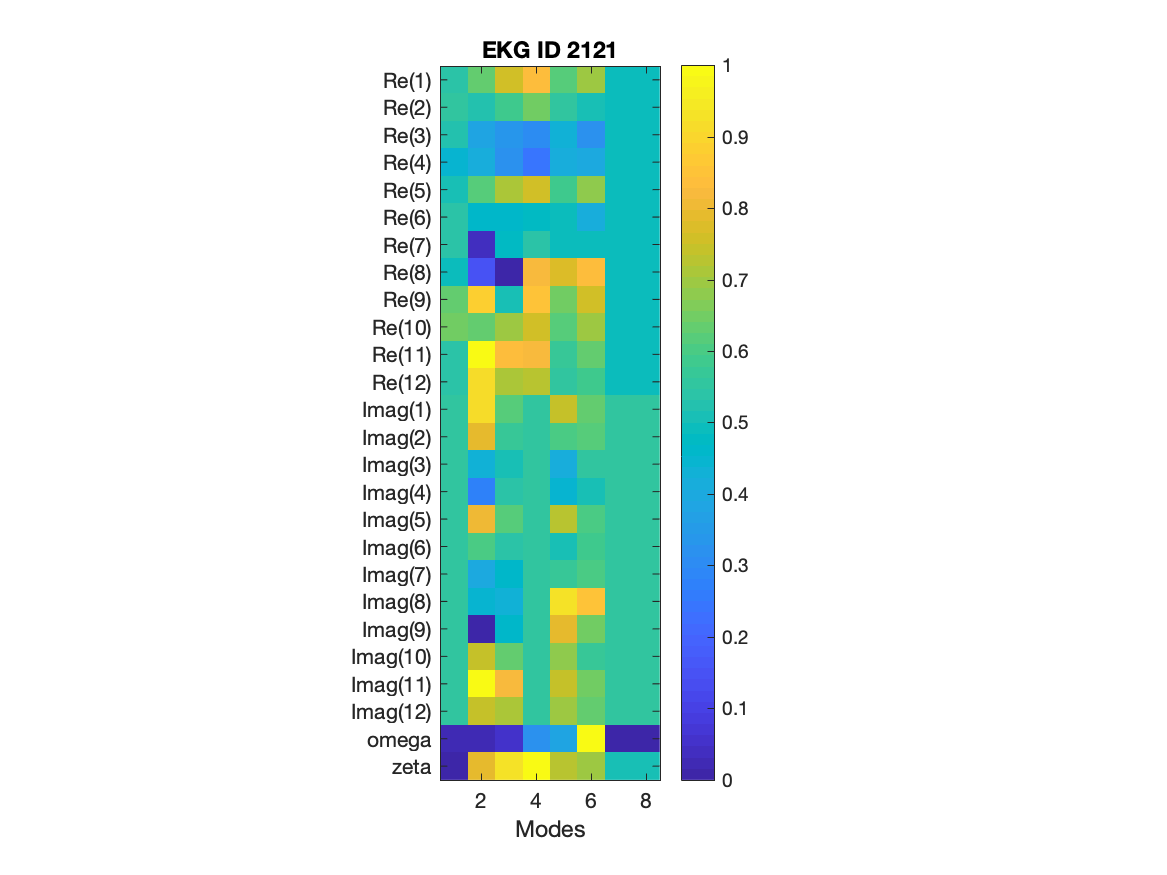 EKG ID 2121
Re(1)
Re(2)
Re(3)
Re(4)
Re(5)
Re(6)
Re(7)
Re(8)
Re(9)
Re(10)
Re(11)
Re(12)
Imag(1)
Imag(2)
Imag(3)
Imag(4)
Imag(5)
Imag(6)
Imag(7)
Imag(8)
Imag(9)
Imag(10)
Imag(11)
Imag(12)
omega
zeta
2 4 6 8
Modes
1
0.9
0.8
0.7
0.6
0.5
0.4
0.3
0.2
0.1
0